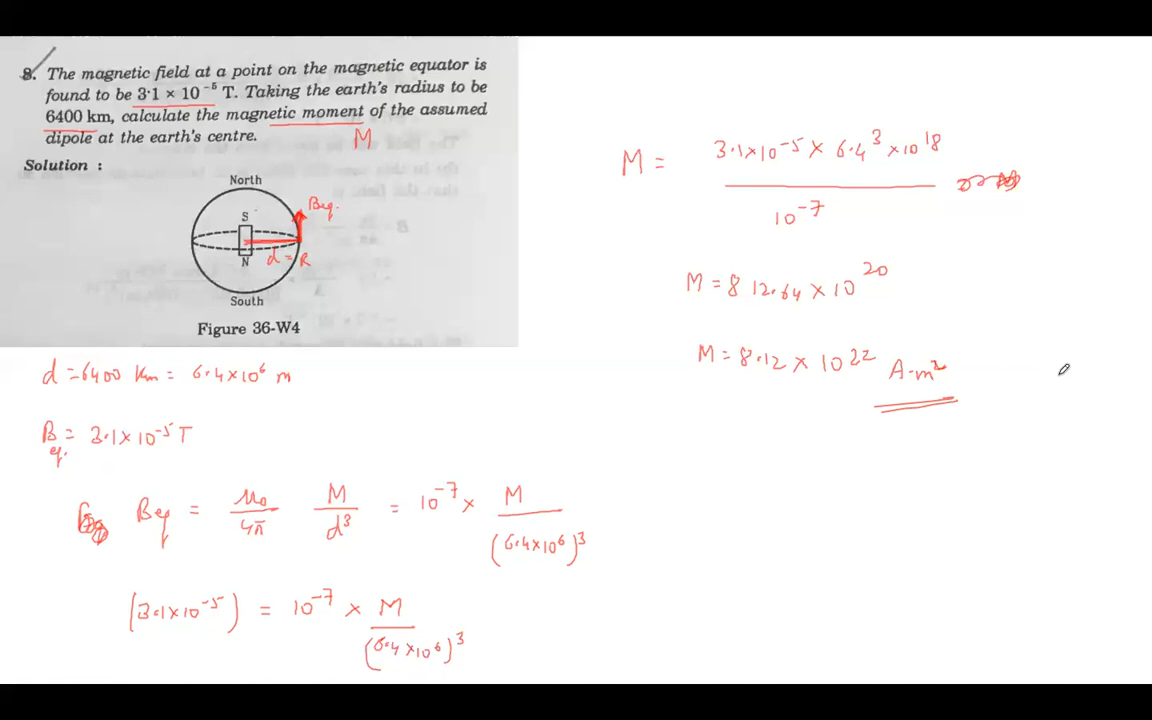 8. The magnetic field at a point on the magnetic equator is
found to be 3·1 × 10⁻⁵ T. Taking the earth's radius to be
6400 km, calculate the magnetic moment of the assumed
dipole at the earth's centre.
M
Solution :
North
S
Beq.
d = R
N
South
Figure 36-W4
d = 6400 Km = 6.4×10⁶ m
Beq. = 3.1×10⁻⁵ T
Beq = μ₀/4π M/d³ = 10⁻⁷ × M/(6.4×10⁶)³
(3.1×10⁻⁵) = 10⁻⁷ × M/(6.4×10⁶)³
M = 3.1×10⁻⁵ × 6.4³ ×10¹⁸ / 10⁻⁷
M = 812.64 × 10²⁰
M = 8.12 × 10²² A·m²